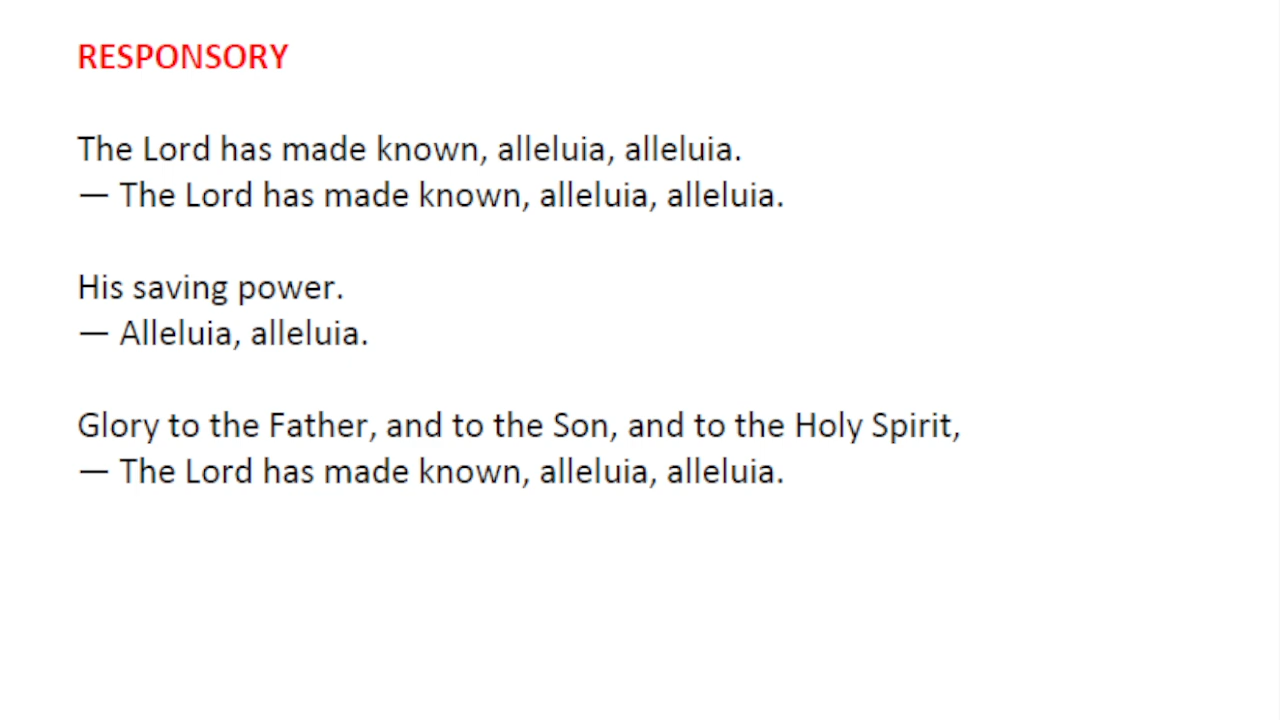 RESPONSORY
The Lord has made known, alleluia, alleluia.
— The Lord has made known, alleluia, alleluia.
His saving power.
— Alleluia, alleluia.
Glory to the Father, and to the Son, and to the Holy Spirit,
— The Lord has made known, alleluia, alleluia.